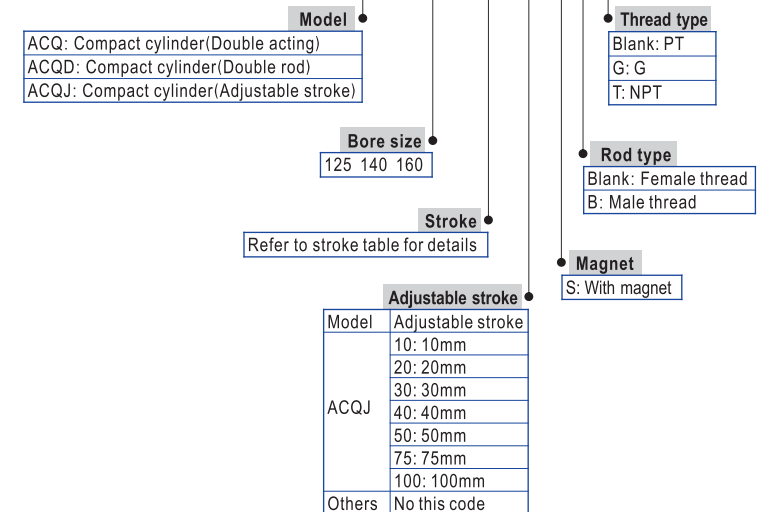 Model
ACQ: Compact cylinder(Double acting)
ACQD: Compact cylinder(Double rod)
ACQJ: Compact cylinder(Adjustable stroke)
Thread type
Blank: PT
G: G
T: NPT
Bore size
125 140 160
Rod type
Blank: Female thread
B: Male thread
Stroke
Refer to stroke table for details
Magnet
S: With magnet
Adjustable stroke
Model Adjustable stroke
ACQJ
10: 10mm
20: 20mm
30: 30mm
40: 40mm
50: 50mm
75: 75mm
100: 100mm
Others No this code